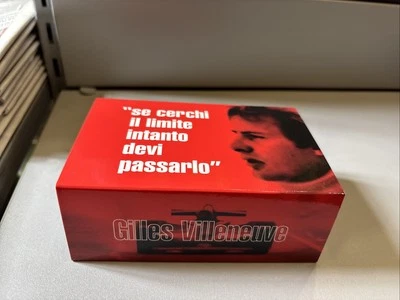 "se cerchi
il limite
intanto
devi
passarlo"
Gilles Villeneuve